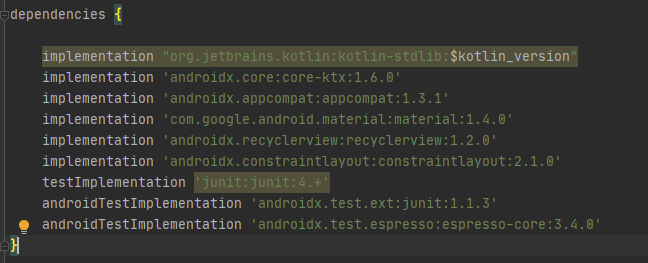 dependencies {
implementation "org.jetbrains.kotlin:kotlin-stdlib:$kotlin_version"
implementation 'androidx.core:core-ktx:1.6.0'
implementation 'androidx.appcompat:appcompat:1.3.1'
implementation 'com.google.android.material:material:1.4.0'
implementation 'androidx.recyclerview:recyclerview:1.2.0'
implementation 'androidx.constraintlayout:constraintlayout:2.1.0'
testImplementation 'junit:junit:4.+'
androidTestImplementation 'androidx.test.ext:junit:1.1.3'
androidTestImplementation 'androidx.test.espresso:espresso-core:3.4.0'
}